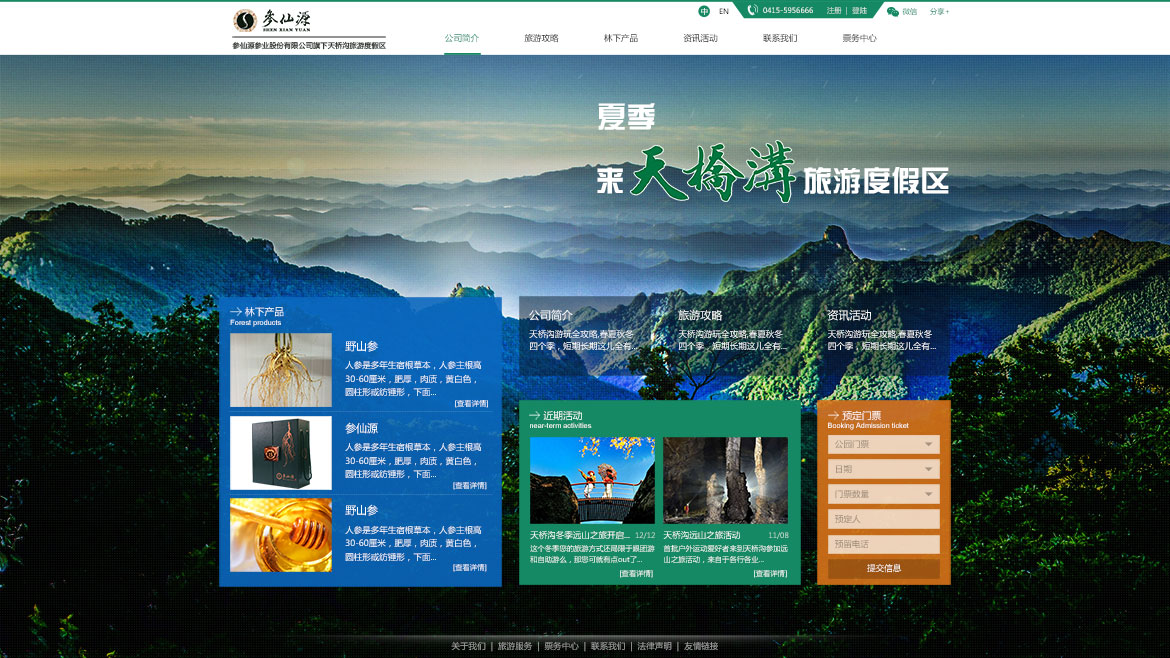 参仙源
SHEN XIAN YUAN
参仙源参业股份有限公司旗下天桥沟旅游度假区
中 EN 0415-5956666 注册 | 登陆 微信 分享+
公司简介 旅游攻略 林下产品 资讯活动 联系我们 票务中心
夏季
来天橋溝旅游度假区
林下产品
Forest products
野山参
人参是多年生宿根草本，人参主根高
30-60厘米，肥厚，肉质，黄白色，
圆柱形或纺锤形，下面...
[查看详情]
参仙源
人参是多年生宿根草本，人参主根高
30-60厘米，肥厚，肉质，黄白色，
圆柱形或纺锤形，下面...
[查看详情]
野山参
人参是多年生宿根草本，人参主根高
30-60厘米，肥厚，肉质，黄白色，
圆柱形或纺锤形，下面...
[查看详情]
公司简介
天桥沟游玩全攻略,春夏秋冬
四个季，短期长期这儿全有...
旅游攻略
天桥沟游玩全攻略,春夏秋冬
四个季，短期长期这儿全有...
资讯活动
天桥沟游玩全攻略,春夏秋冬
四个季，短期长期这儿全有...
近期活动
near-term activities
天桥沟冬季远山之旅开启... 12/12
这个冬季您的旅游方式还局限于跟团游
和自助游么，那您可就有点out了...
[查看详情]
天桥沟远山之旅活动 11/08
首批户外运动爱好者来到天桥沟参加远
山之旅活动，来自于各行各业...
[查看详情]
预定门票
Booking Admission ticket
公园门票
日期
门票数量
预定人
预留电话
提交信息
关于我们 | 旅游服务 | 票务中心 | 联系我们 | 法律声明 | 友情链接